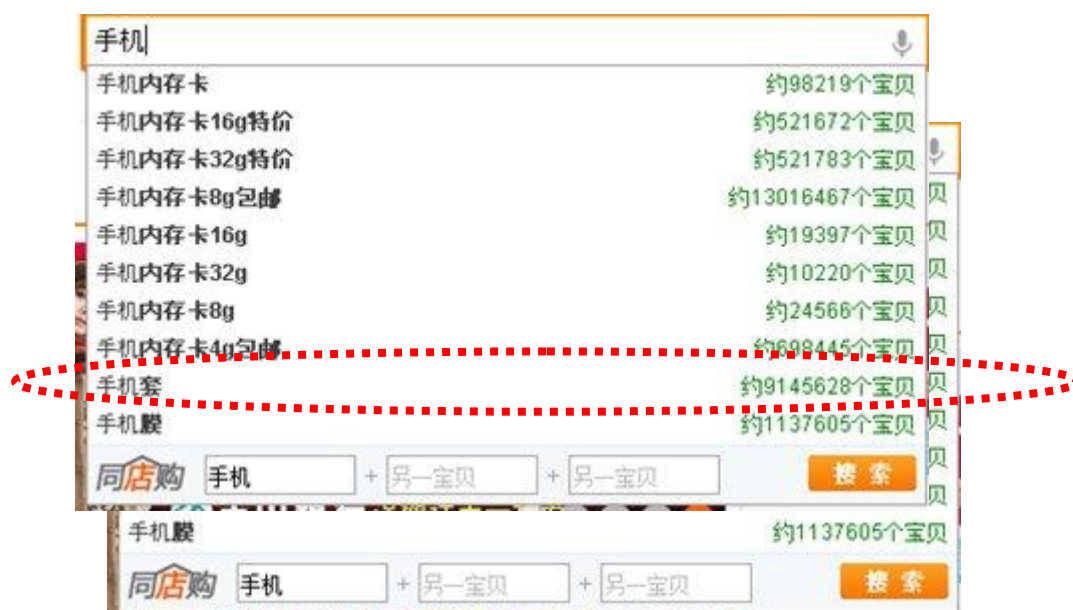 手机
手机内存卡 约98219个宝贝
手机内存卡16g特价 约521672个宝贝
手机内存卡32g特价 约521783个宝贝
手机内存卡8g包邮 约13016467个宝贝
手机内存卡16g 约19397个宝贝
手机内存卡32g 约10220个宝贝
手机内存卡8g 约24566个宝贝
手机内存卡4g包邮 约698445个宝贝
手机套 约9145628个宝贝
手机膜 约1137605个宝贝
同店购 手机 + 另一宝贝 + 另一宝贝 搜 索
贝
贝
贝
贝
贝
贝
贝
贝
贝
手机膜 约1137605个宝贝
同店购 手机 + 另一宝贝 + 另一宝贝 搜 索